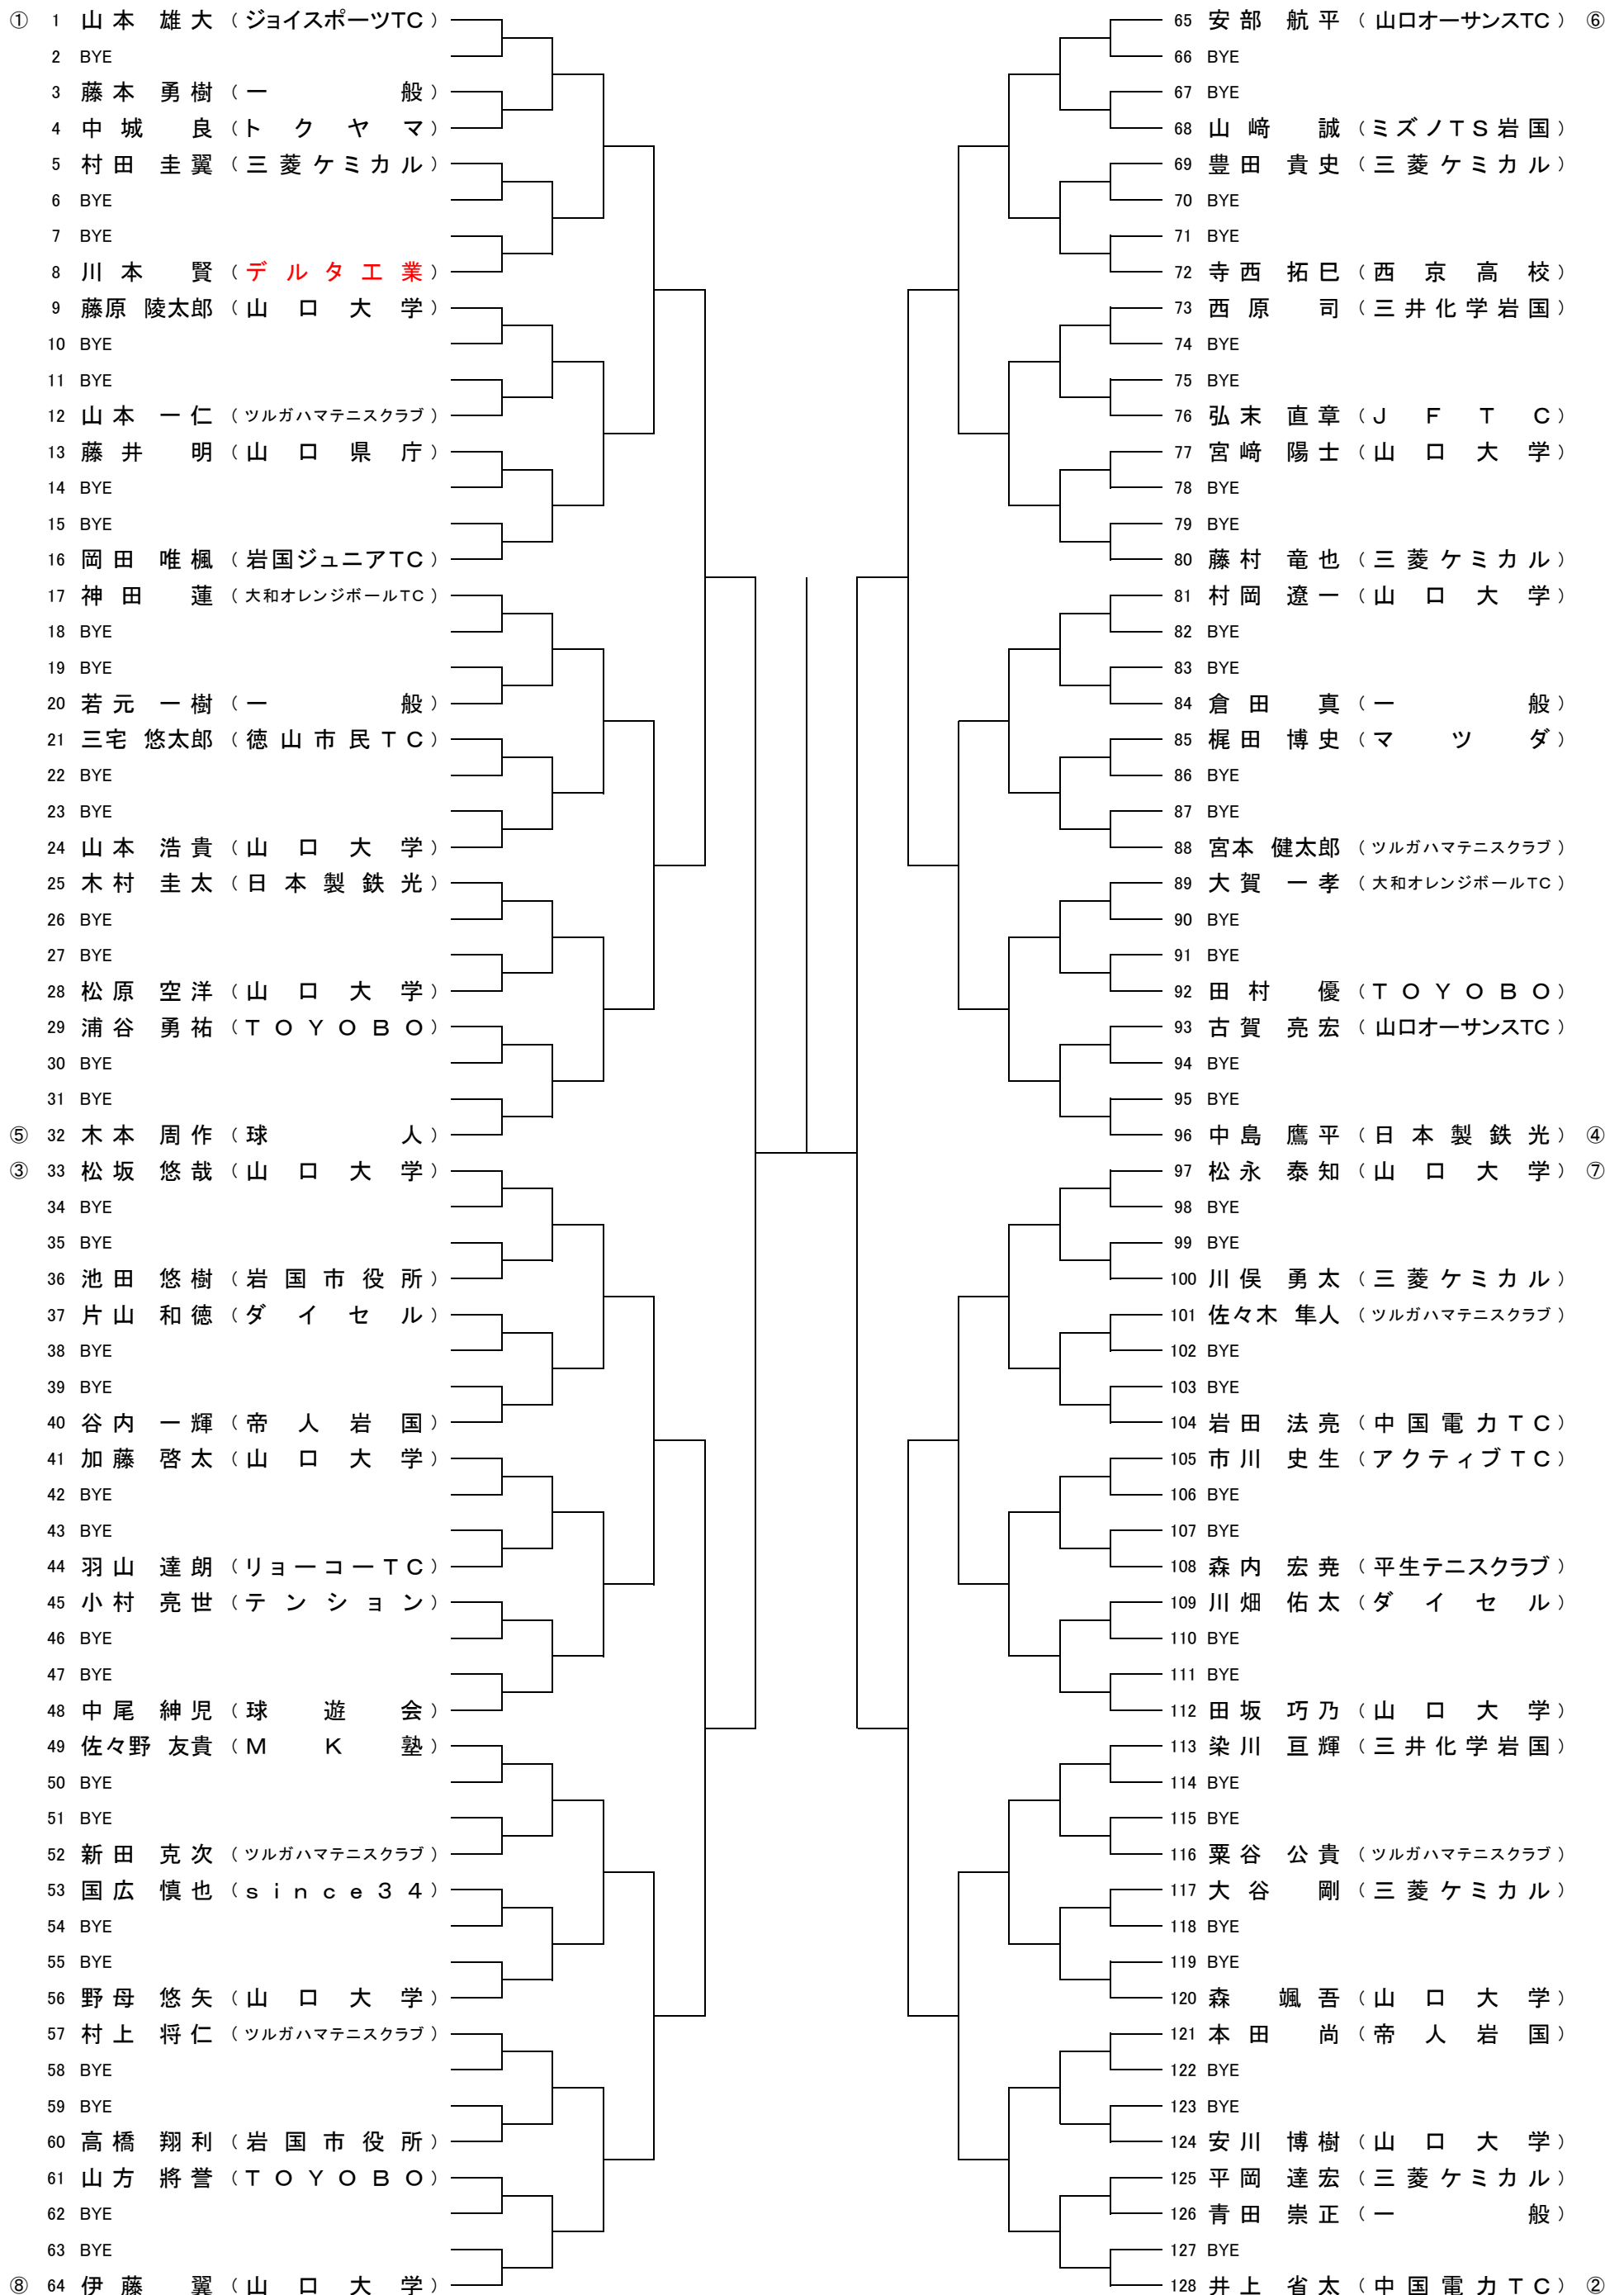 ① 1 山本 雄大 (ジョイスポーツTC)
2 BYE
3 藤本 勇樹 (一般)
4 中城 良 (トクヤマ)
5 村田 圭翼 (三菱ケミカル)
6 BYE
7 BYE
8 川本 賢 (デルタ工業)
9 藤原 陵太郎 (山口大学)
10 BYE
11 BYE
12 山本 一仁 (ツルガハマテニスクラブ)
13 藤井 明 (山口県庁)
14 BYE
15 BYE
16 岡田 唯楓 (岩国ジュニアTC)
17 神田 蓮 (大和オレンジボールTC)
18 BYE
19 BYE
20 若元 一樹 (一般)
21 三宅 悠太郎 (徳山市民TC)
22 BYE
23 BYE
24 山本 浩貴 (山口大学)
25 木村 圭太 (日本製鉄光)
26 BYE
27 BYE
28 松原 空洋 (山口大学)
29 浦谷 勇祐 (TOYOBO)
30 BYE
31 BYE
⑤ 32 木本 周作 (球人)
③ 33 松坂 悠哉 (山口大学)
34 BYE
35 BYE
36 池田 悠樹 (岩国市役所)
37 片山 和徳 (ダイセル)
38 BYE
39 BYE
40 谷内 一輝 (帝人岩国)
41 加藤 啓太 (山口大学)
42 BYE
43 BYE
44 羽山 達朗 (リョーコーTC)
45 小村 亮世 (テンション)
46 BYE
47 BYE
48 中尾 紳児 (球遊会)
49 佐々野 友貴 (MK塾)
50 BYE
51 BYE
52 新田 克次 (ツルガハマテニスクラブ)
53 国広 慎也 (since34)
54 BYE
55 BYE
56 野母 悠矢 (山口大学)
57 村上 将仁 (ツルガハマテニスクラブ)
58 BYE
59 BYE
60 高橋 翔利 (岩国市役所)
61 山方 將誉 (TOYOBO)
62 BYE
63 BYE
⑧ 64 伊藤 翼 (山口大学)
65 安部 航平 (山口オーサンスTC) ⑥
66 BYE
67 BYE
68 山﨑 誠 (ミズノTS岩国)
69 豊田 貴史 (三菱ケミカル)
70 BYE
71 BYE
72 寺西 拓巳 (西京高校)
73 西原 司 (三井化学岩国)
74 BYE
75 BYE
76 弘末 直章 (JFTC)
77 宮﨑 陽士 (山口大学)
78 BYE
79 BYE
80 藤村 竜也 (三菱ケミカル)
81 村岡 遼一 (山口大学)
82 BYE
83 BYE
84 倉田 真 (一般)
85 梶田 博史 (マツダ)
86 BYE
87 BYE
88 宮本 健太郎 (ツルガハマテニスクラブ)
89 大賀 一孝 (大和オレンジボールTC)
90 BYE
91 BYE
92 田村 優 (TOYOBO)
93 古賀 亮宏 (山口オーサンスTC)
94 BYE
95 BYE
96 中島 鷹平 (日本製鉄光) ④
97 松永 泰知 (山口大学) ⑦
98 BYE
99 BYE
100 川俣 勇太 (三菱ケミカル)
101 佐々木 隼人 (ツルガハマテニスクラブ)
102 BYE
103 BYE
104 岩田 法亮 (中国電力TC)
105 市川 史生 (アクティブTC)
106 BYE
107 BYE
108 森内 宏尭 (平生テニスクラブ)
109 川畑 佑太 (ダイセル)
110 BYE
111 BYE
112 田坂 巧乃 (山口大学)
113 染川 亘輝 (三井化学岩国)
114 BYE
115 BYE
116 粟谷 公貴 (ツルガハマテニスクラブ)
117 大谷 剛 (三菱ケミカル)
118 BYE
119 BYE
120 森 颯吾 (山口大学)
121 本田 尚 (帝人岩国)
122 BYE
123 BYE
124 安川 博樹 (山口大学)
125 平岡 達宏 (三菱ケミカル)
126 青田 崇正 (一般)
127 BYE
128 井上 省太 (中国電力TC) ②